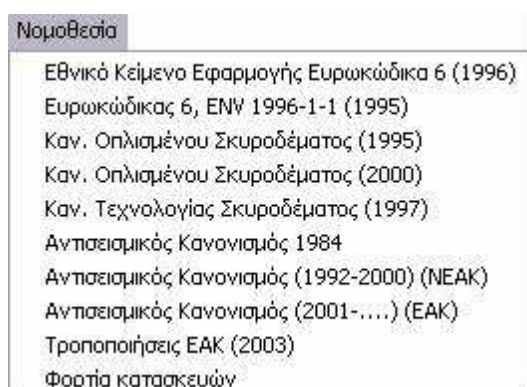 Νομοθεσία
Εθνικό Κείμενο Εφαρμογής Ευρωκώδικα 6 (1996)
Ευρωκώδικας 6, ENV 1996-1-1 (1995)
Καν. Οπλισμένου Σκυροδέματος (1995)
Καν. Οπλισμένου Σκυροδέματος (2000)
Καν. Τεχνολογίας Σκυροδέματος (1997)
Αντισεισμικός Κανονισμός 1984
Αντισεισμικός Κανονισμός (1992-2000) (ΝΕΑΚ)
Αντισεισμικός Κανονισμός (2001-....) (ΕΑΚ)
Τροποποιήσεις ΕΑΚ (2003)
Φορτία κατασκευών